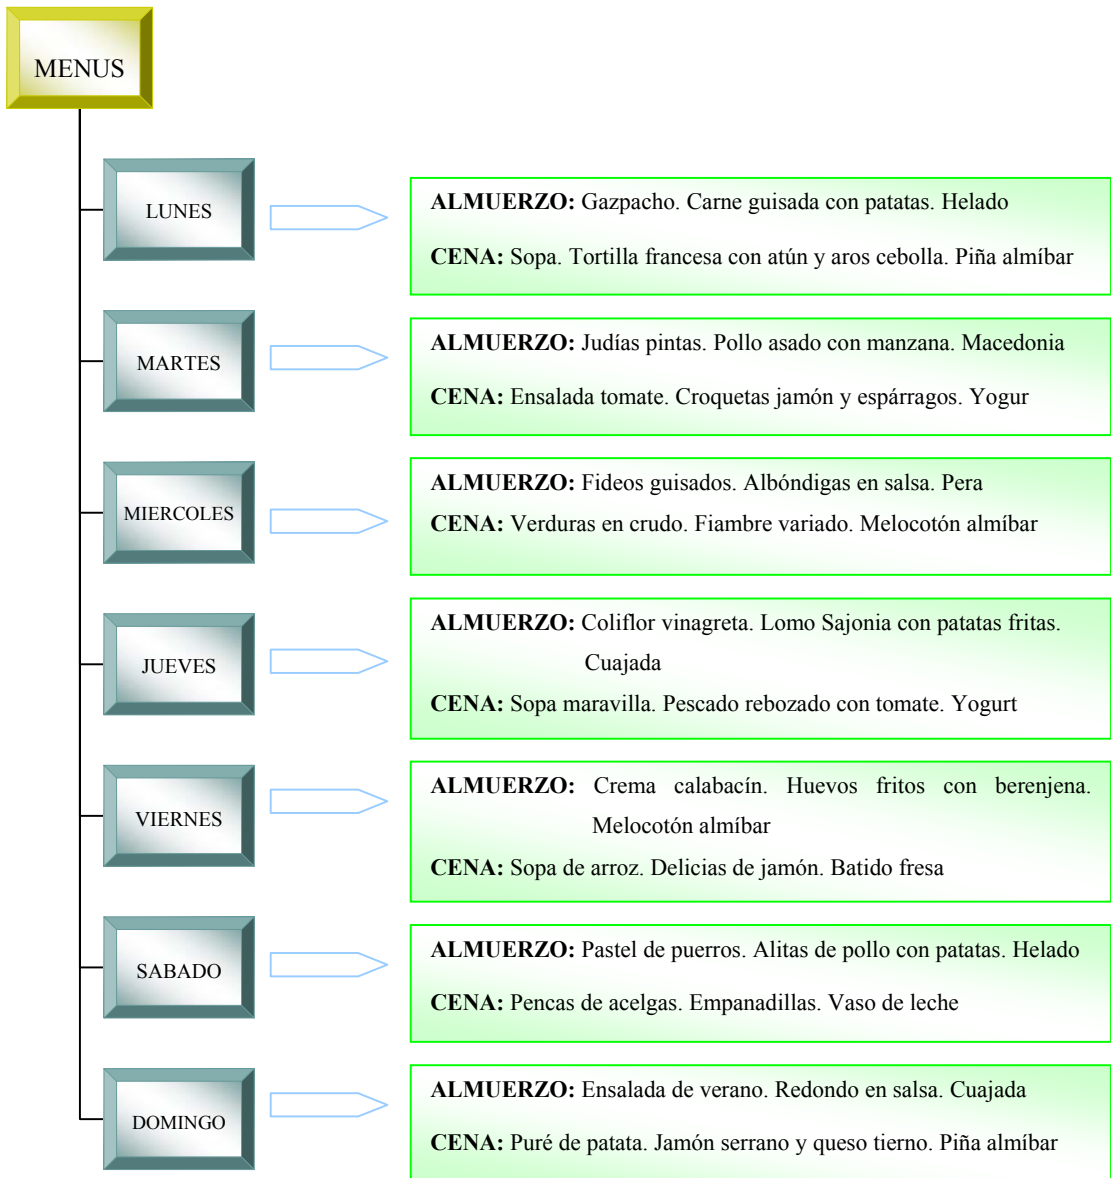 MENUS
LUNES
ALMUERZO: Gazpacho. Carne guisada con patatas. Helado
CENA: Sopa. Tortilla francesa con atún y aros cebolla. Piña almíbar
MARTES
ALMUERZO: Judías pintas. Pollo asado con manzana. Macedonia
CENA: Ensalada tomate. Croquetas jamón y espárragos. Yogur
MIERCOLES
ALMUERZO: Fideos guisados. Albóndigas en salsa. Pera
CENA: Verduras en crudo. Fiambre variado. Melocotón almíbar
JUEVES
ALMUERZO: Coliflor vinagreta. Lomo Sajonia con patatas fritas.
Cuajada
CENA: Sopa maravilla. Pescado rebozado con tomate. Yogurt
VIERNES
ALMUERZO: Crema calabacín. Huevos fritos con berenjena.
Melocotón almíbar
CENA: Sopa de arroz. Delicias de jamón. Batido fresa
SABADO
ALMUERZO: Pastel de puerros. Alitas de pollo con patatas. Helado
CENA: Pencas de acelgas. Empanadillas. Vaso de leche
DOMINGO
ALMUERZO: Ensalada de verano. Redondo en salsa. Cuajada
CENA: Puré de patata. Jamón serrano y queso tierno. Piña almíbar